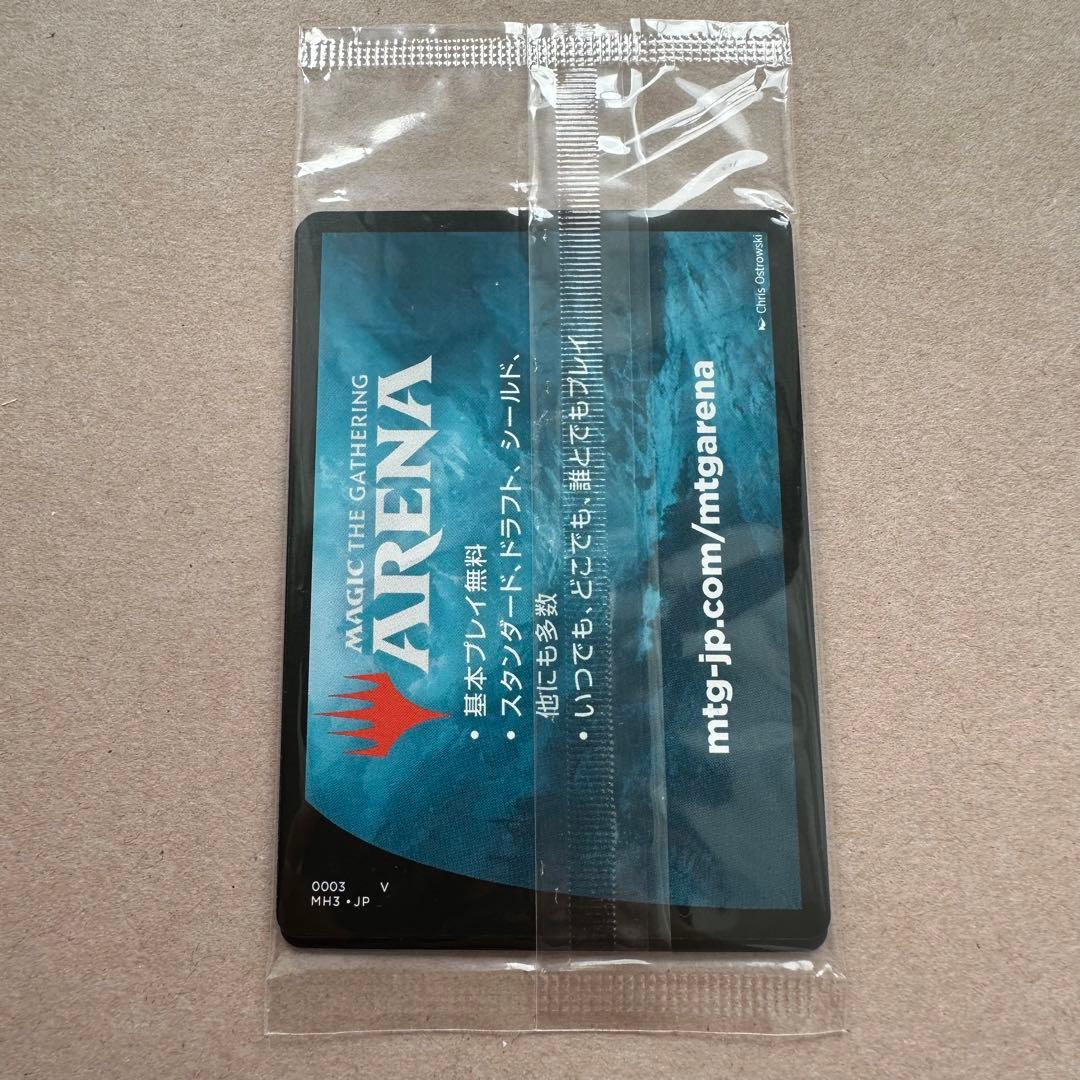 MAGIC THE GATHERING
ARENA
• 基本プレイ無料
• スタンダード、ドラフト、シールド、
他にも多数
• いつでも、どこでも、誰とでもプレイ
mtg-jp.com/mtgarena
Chris Ostrowski
0003 V
MH3 • JP